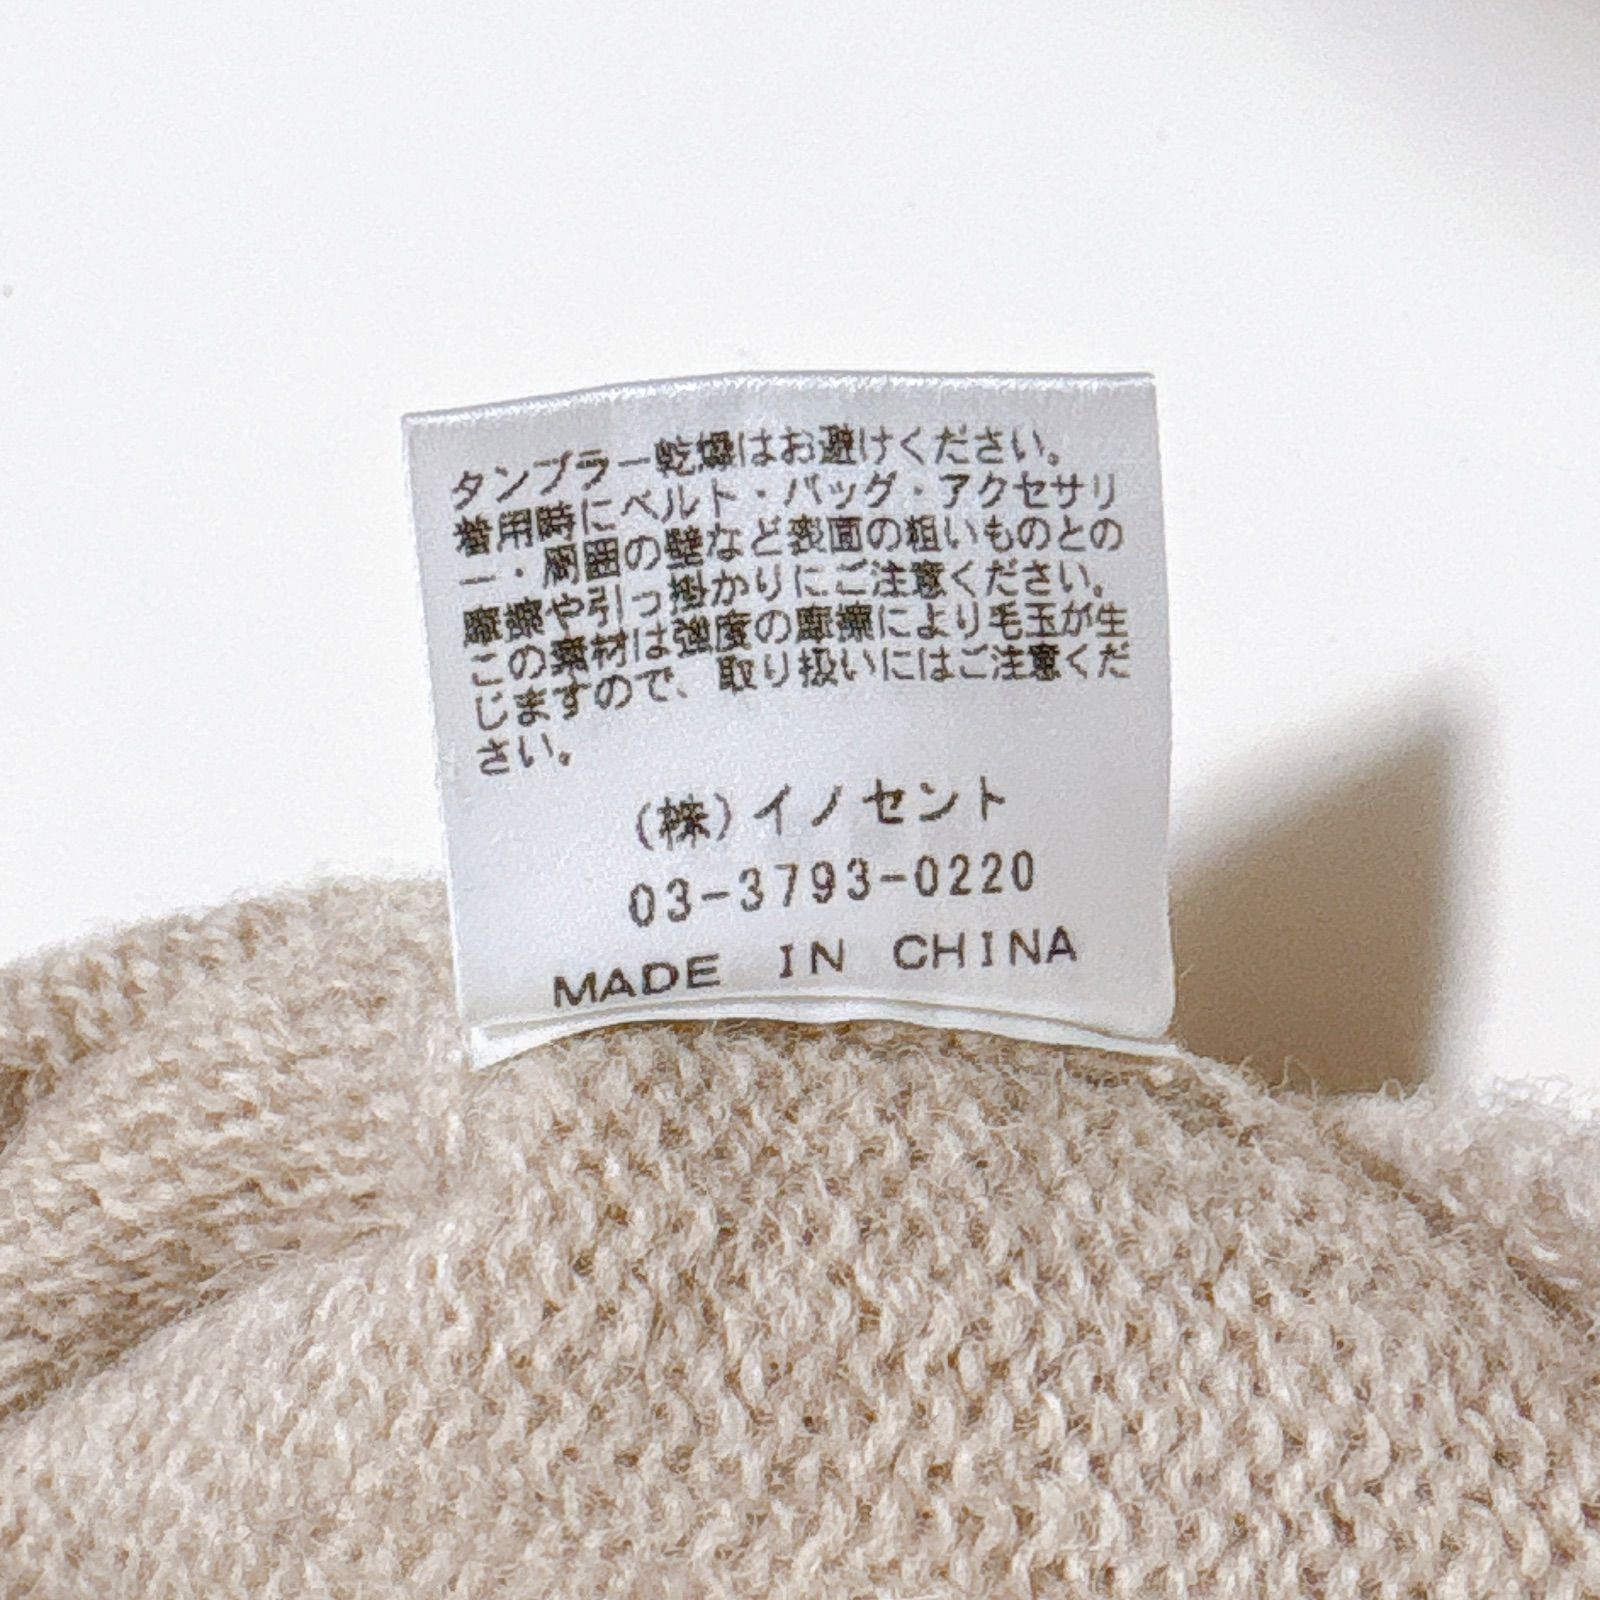 タンブラー乾燥はお避けください。
着用時にベルト・バッグ・アクセサリ
ー・周囲の壁など表面の粗いものとの
摩擦や引っ掛かりにご注意ください。
この素材は強度の摩擦により毛玉が生
じますので、取り扱いにはご注意くだ
さい。
(株)イノセント
03-3793-0220
MADE IN CHINA